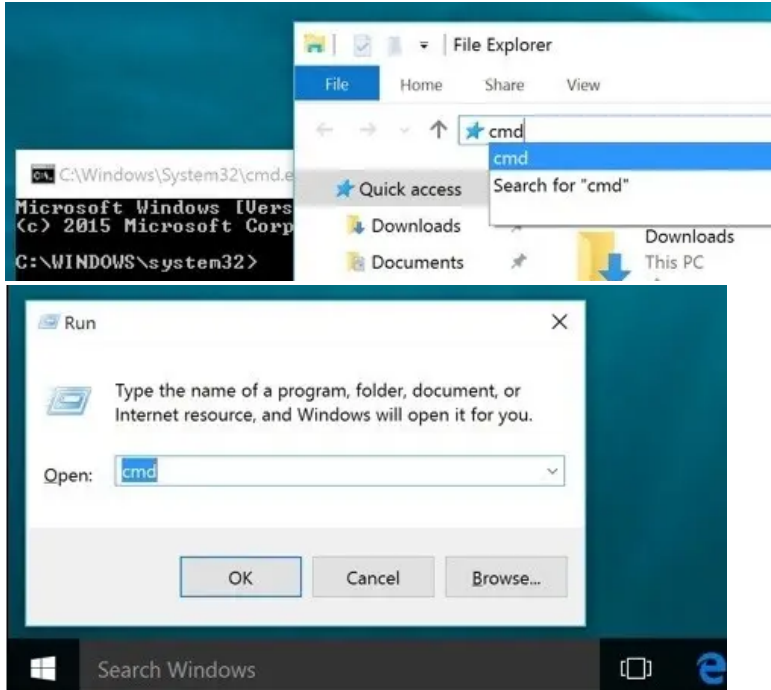 File Explorer
File Home Share View
cmd
cmd
Search for "cmd"
C:\Windows\System32\cmd.e
Microsoft Windows [Vers
(c) 2015 Microsoft Corp
C:\WINDOWS\system32>
Quick access
Downloads
Documents
Downloads
This PC
Run
Type the name of a program, folder, document, or
Internet resource, and Windows will open it for you.
Open: cmd
OK Cancel Browse...
Search Windows